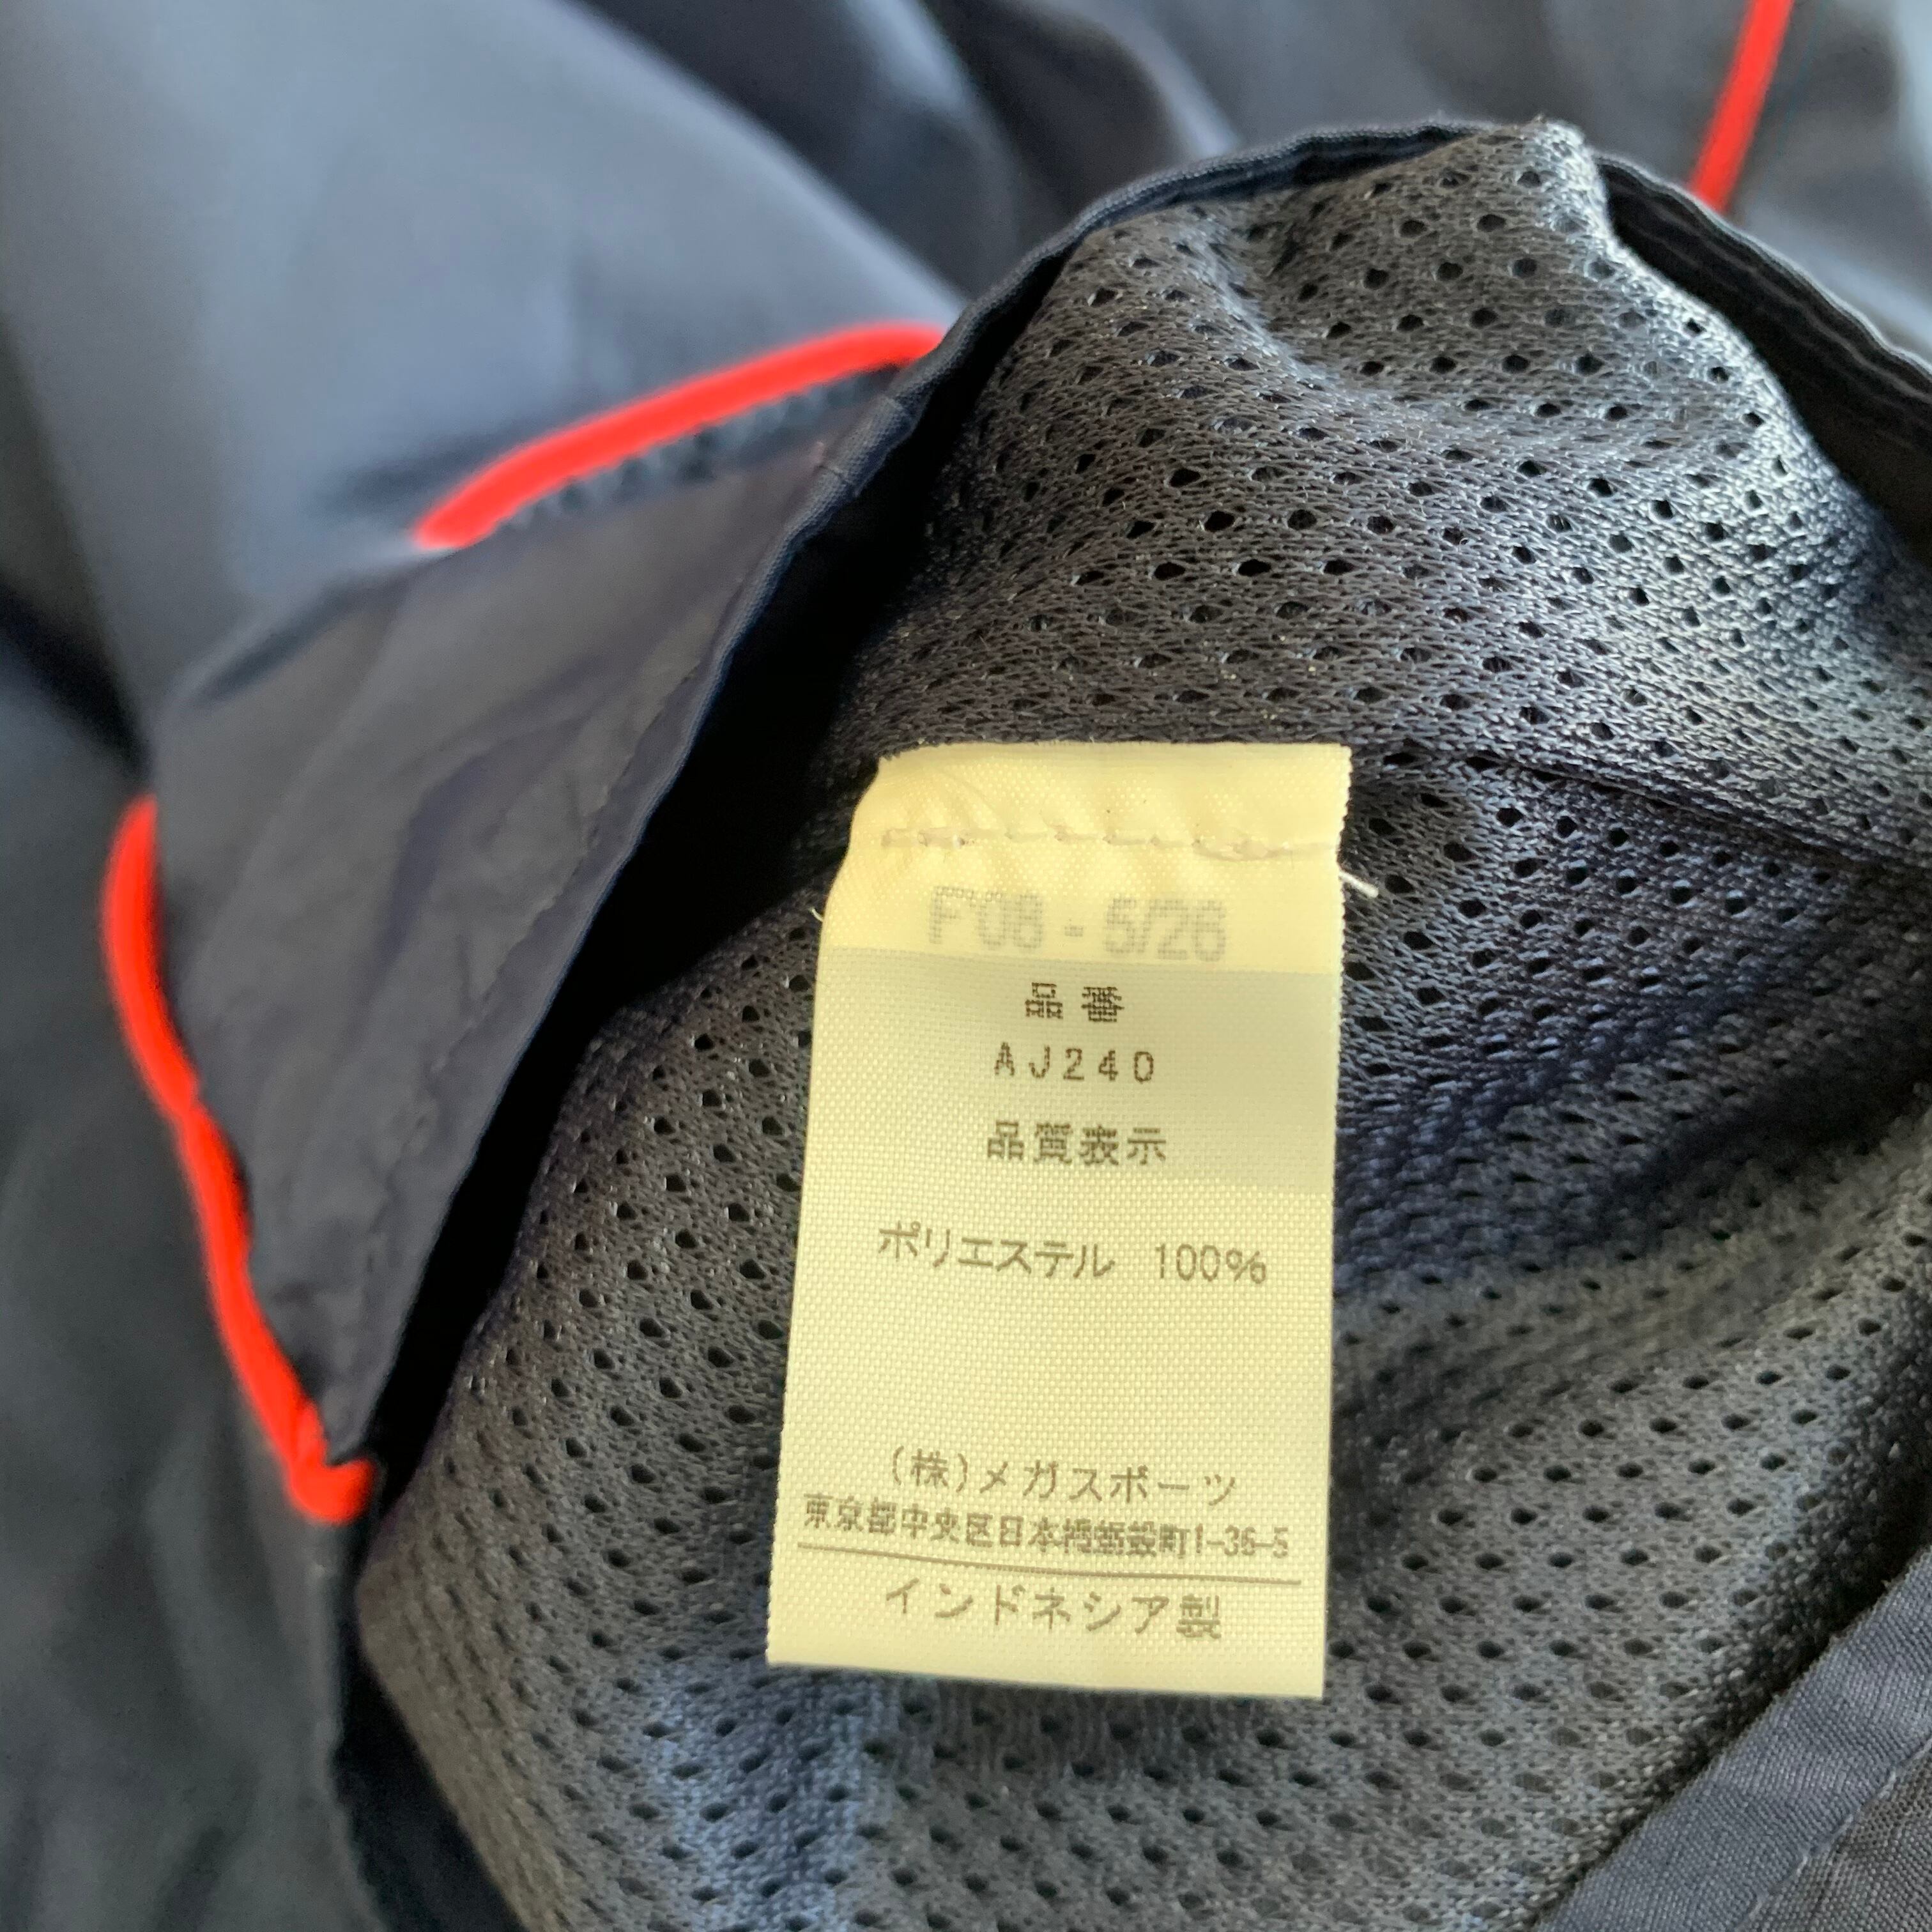 F'08 - 5/26
品番
AJ240
品質表示
ポリエステル 100%
(株)メガスポーツ
東京都中央区日本橋蛎殻町1-36-5
インドネシア製